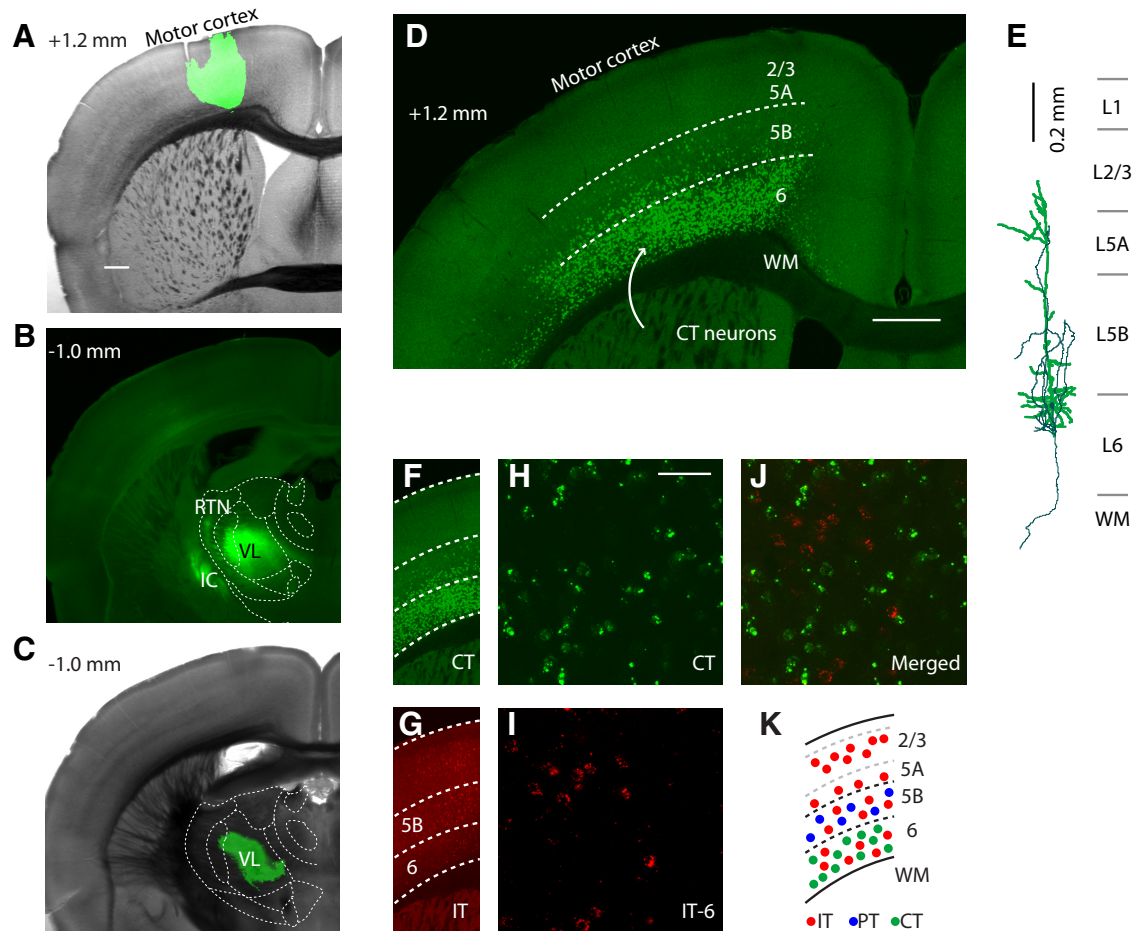 A
+1.2 mm
Motor cortex
B
-1.0 mm
RTN
VL
IC
C
-1.0 mm
VL
D
Motor cortex
+1.2 mm
2/3
5A
5B
6
WM
CT neurons
E
0.2 mm
L1
L2/3
L5A
L5B
L6
WM
F
CT
G
5B
6
IT
H
CT
I
IT-6
J
Merged
K
2/3
5A
5B
6
WM
IT PT CT